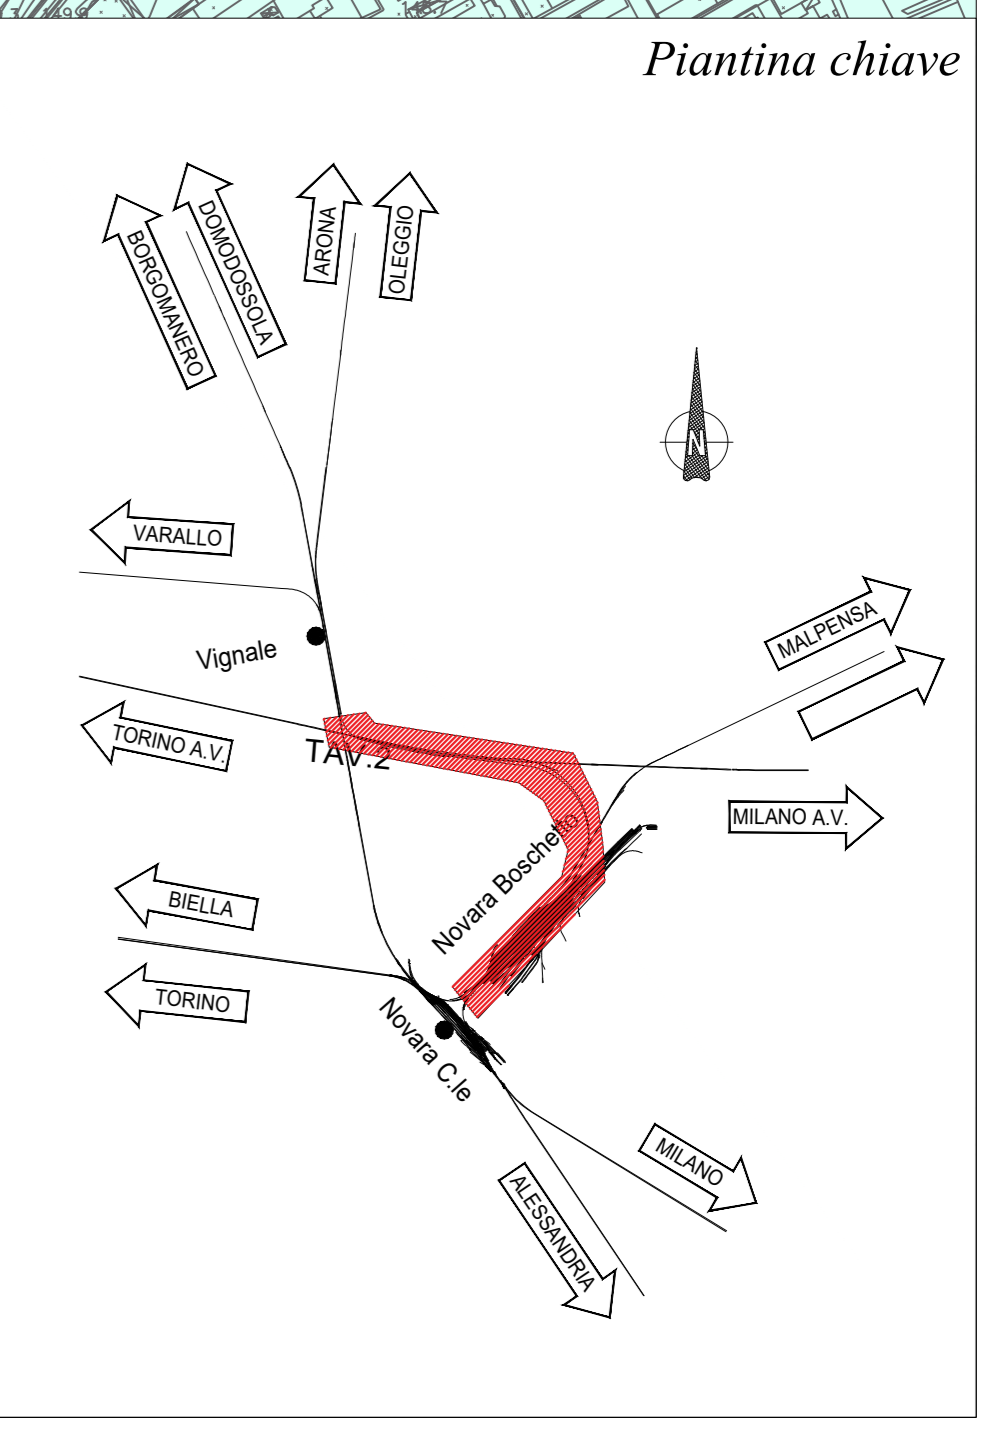 Piantina chiave
BORGOMANERO
DOMODOSSOLA
ARONA
OLEGGIO
N
VARALLO
Vignale
MALPENSA
TORINO A.V.
TAV.2
MILANO A.V.
Novara Boschetto
BIELLA
TORINO
Novara C.le
MILANO
ALESSANDRIA